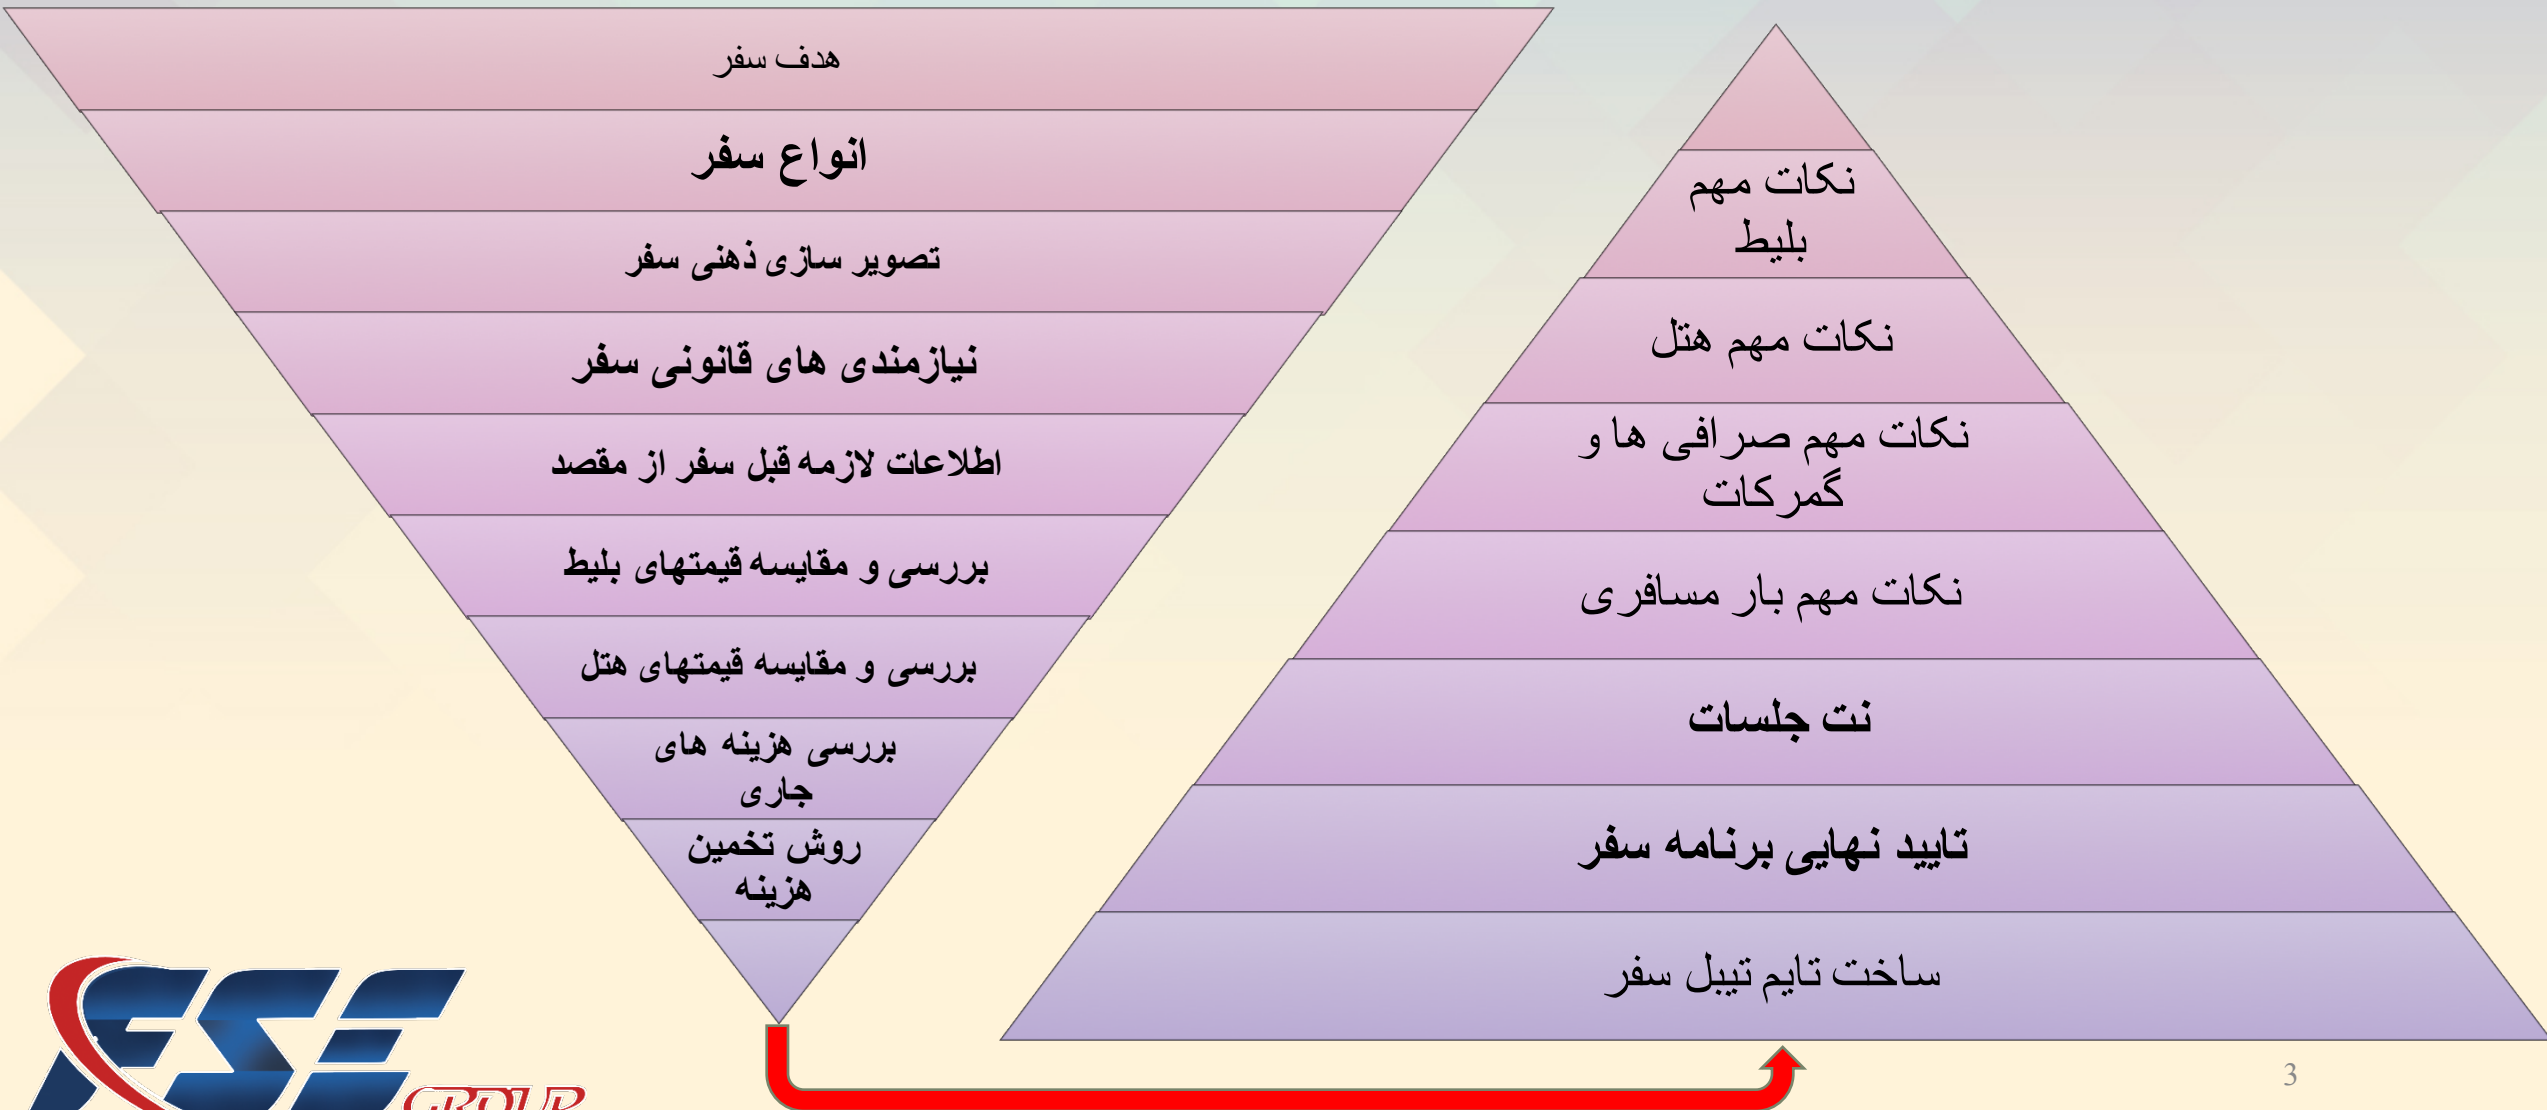 هدف سفر
انواع سفر
تصویر سازی ذهنی سفر
نیازمندی های قانونی سفر
اطلاعات لازمه قبل سفر از مقصد
بررسی و مقایسه قیمتهای بلیط
بررسی و مقایسه قیمتهای هتل
بررسی هزینه های
جاری
روش تخمین
هزینه
نکات مهم
بلیط
نکات مهم هتل
نکات مهم صرافی ها و
گمرکات
نکات مهم بار مسافری
نت جلسات
تایید نهایی برنامه سفر
ساخت تایم تیبل سفر
FSE
GROUP
3